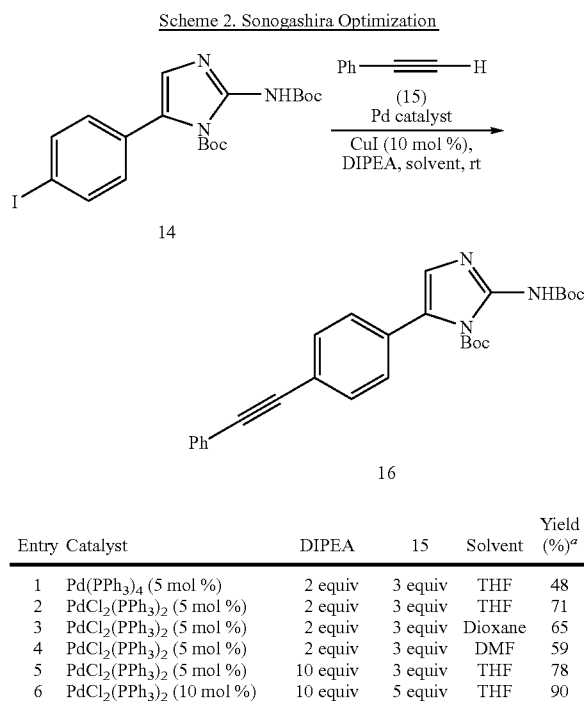 Scheme 2. Sonogashira Optimization
N
NHBoc
N
Boc
I
14
Ph
H
(15)
Pd catalyst
CuI (10 mol %),
DIPEA, solvent, rt
N
NHBoc
N
Boc
Ph
16
Entry Catalyst DIPEA 15 Solvent Yield (%)ᵃ
1 Pd(PPh₃)₄ (5 mol %) 2 equiv 3 equiv THF 48
2 PdCl₂(PPh₃)₂ (5 mol %) 2 equiv 3 equiv THF 71
3 PdCl₂(PPh₃)₂ (5 mol %) 2 equiv 3 equiv Dioxane 65
4 PdCl₂(PPh₃)₂ (5 mol %) 2 equiv 3 equiv DMF 59
5 PdCl₂(PPh₃)₂ (5 mol %) 10 equiv 3 equiv THF 78
6 PdCl₂(PPh₃)₂ (10 mol %) 10 equiv 5 equiv THF 90